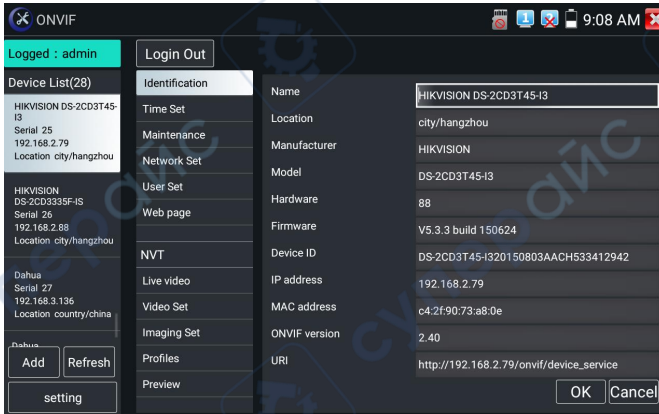 ONVIF
9:08 AM
Logged : admin
Login Out
Device List(28)
HIKVISION DS-2CD3T45-
I3
Serial 25
192.168.2.79
Location city/hangzhou
HIKVISION
DS-2CD3335F-IS
Serial 26
192.168.2.88
Location city/hangzhou
Dahua
Serial 27
192.168.3.136
Location country/china
Dahua
Add
Refresh
setting
Identification
Time Set
Maintenance
Network Set
User Set
Web page
NVT
Live video
Video Set
Imaging Set
Profiles
Preview
Name
HIKVISION DS-2CD3T45-I3
Location
city/hangzhou
Manufacturer
HIKVISION
Model
DS-2CD3T45-I3
Hardware
88
Firmware
V5.3.3 build 150624
Device ID
DS-2CD3T45-I320150803AACH533412942
IP address
192.168.2.79
MAC address
c4:2f:90:73:a8:0e
ONVIF version
2.40
URI
http://192.168.2.79/onvif/device_service
OK
Cancel